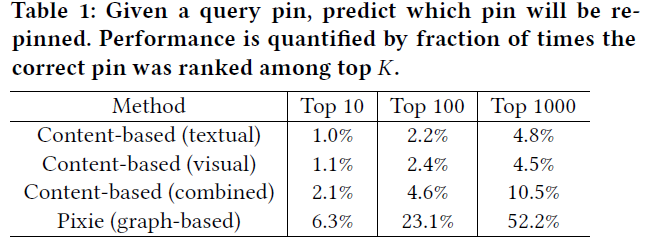 Table 1: Given a query pin, predict which pin will be re-
pinned. Performance is quantified by fraction of times the
correct pin was ranked among top K.
Method Top 10 Top 100 Top 1000
Content-based (textual) 1.0% 2.2% 4.8%
Content-based (visual) 1.1% 2.4% 4.5%
Content-based (combined) 2.1% 4.6% 10.5%
Pixie (graph-based) 6.3% 23.1% 52.2%